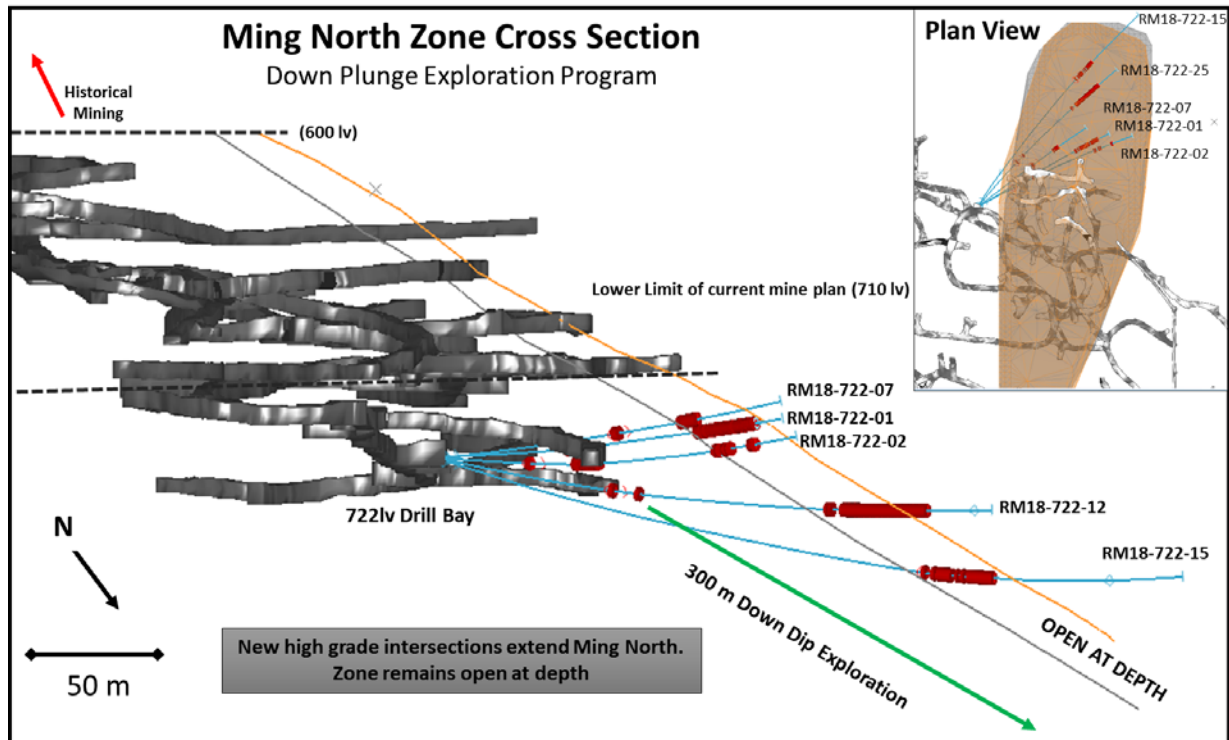 Ming North Zone Cross Section
Down Plunge Exploration Program
Historical
Mining
(600 lv)
Plan View
RM18-722-15
RM18-722-25
RM18-722-07
RM18-722-01
RM18-722-02
Lower Limit of current mine plan (710 lv)
RM18-722-07
RM18-722-01
RM18-722-02
RM18-722-12
RM18-722-15
722lv Drill Bay
N
50 m
New high grade intersections extend Ming North.
Zone remains open at depth
300 m Down Dip Exploration
OPEN AT DEPTH